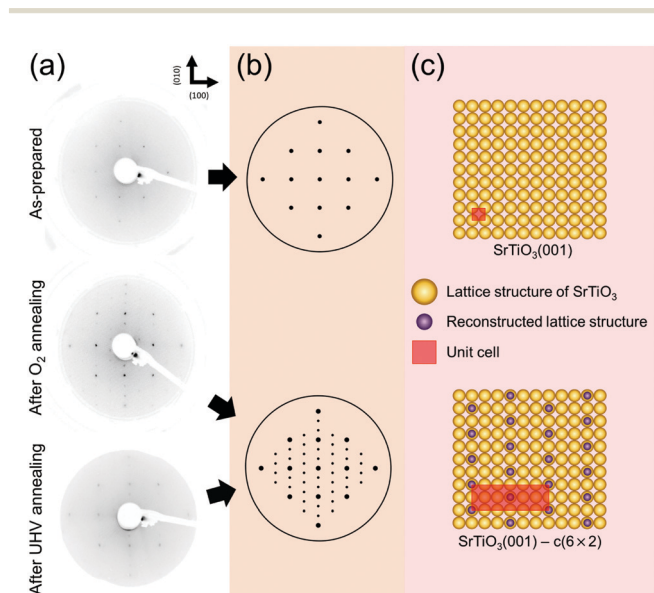 (a)
(b)
(c)
(010)
(100)
As-prepared
After O₂ annealing
After UHV annealing
SrTiO₃(001)
Lattice structure of SrTiO₃
Reconstructed lattice structure
Unit cell
SrTiO₃(001) – c(6×2)